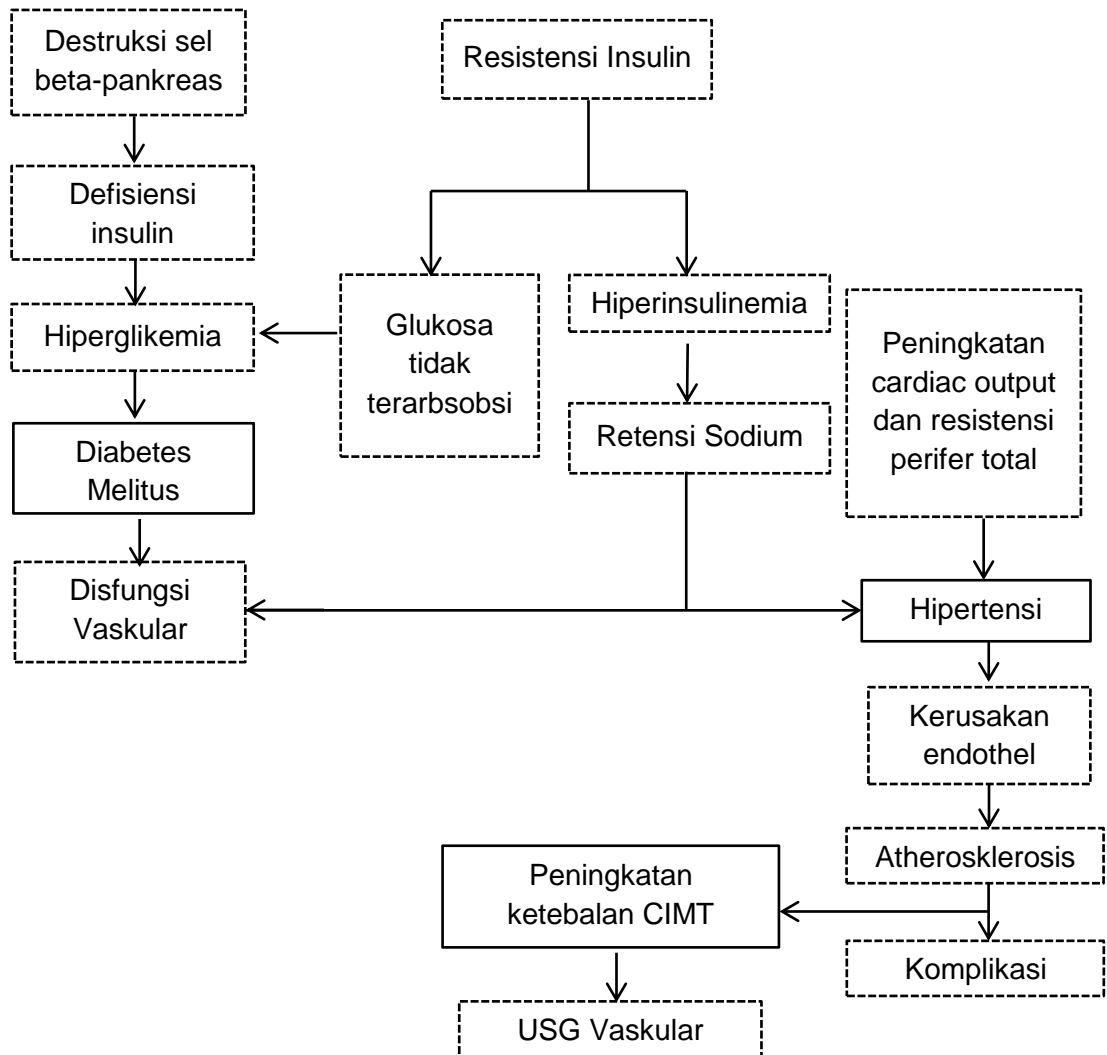 Destruksi sel
beta-pankreas
Resistensi Insulin
Defisiensi
insulin
Hiperglikemia
Glukosa
tidak
terarbsobsi
Hiperinsulinemia
Peningkatan
cardiac output
dan resistensi
perifer total
Retensi Sodium
Diabetes
Melitus
Disfungsi
Vaskular
Hipertensi
Kerusakan
endothel
Atherosklerosis
Peningkatan
ketebalan CIMT
Komplikasi
USG Vaskular